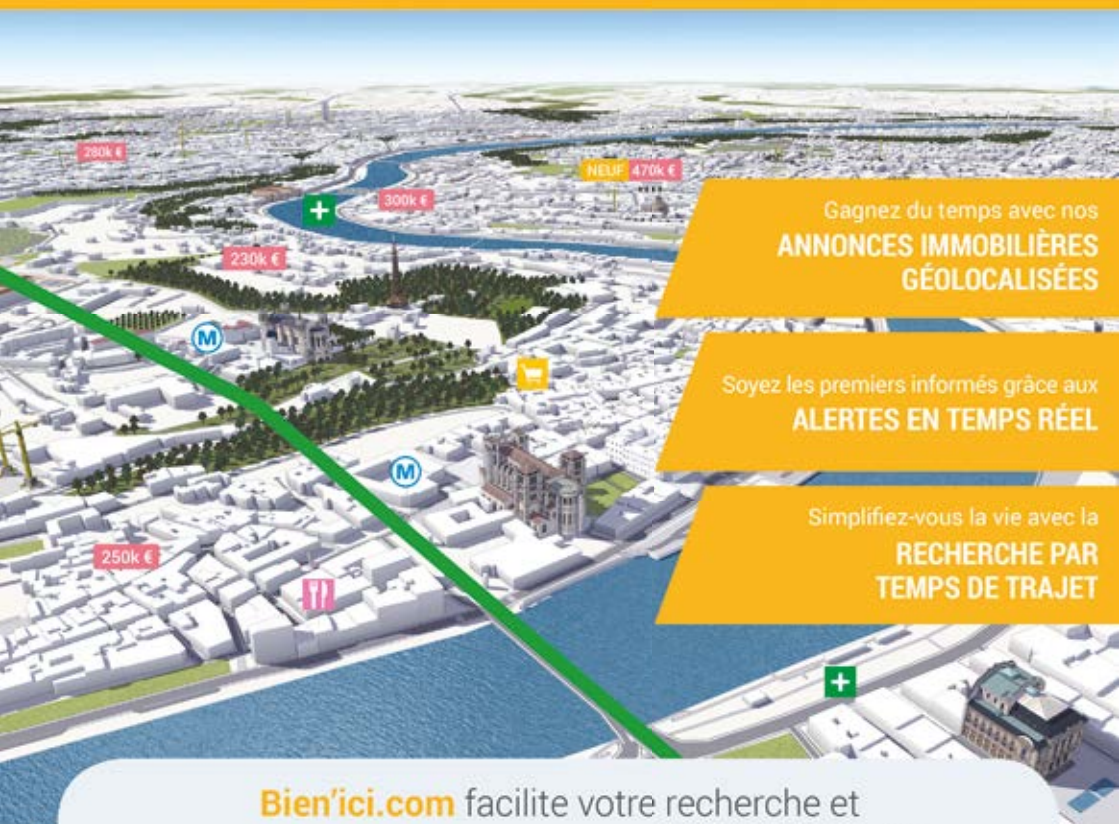 280k €
NEUF 470k €
300k €
230k €
Gagnez du temps avec nos
ANNONCES IMMOBILIÈRES
GÉOLOCALISÉES
M
Soyez les premiers informés grâce aux
ALERTES EN TEMPS RÉEL
M
Simplifiez-vous la vie avec la
RECHERCHE PAR
TEMPS DE TRAJET
250k €
Bien'ici.com facilite votre recherche et